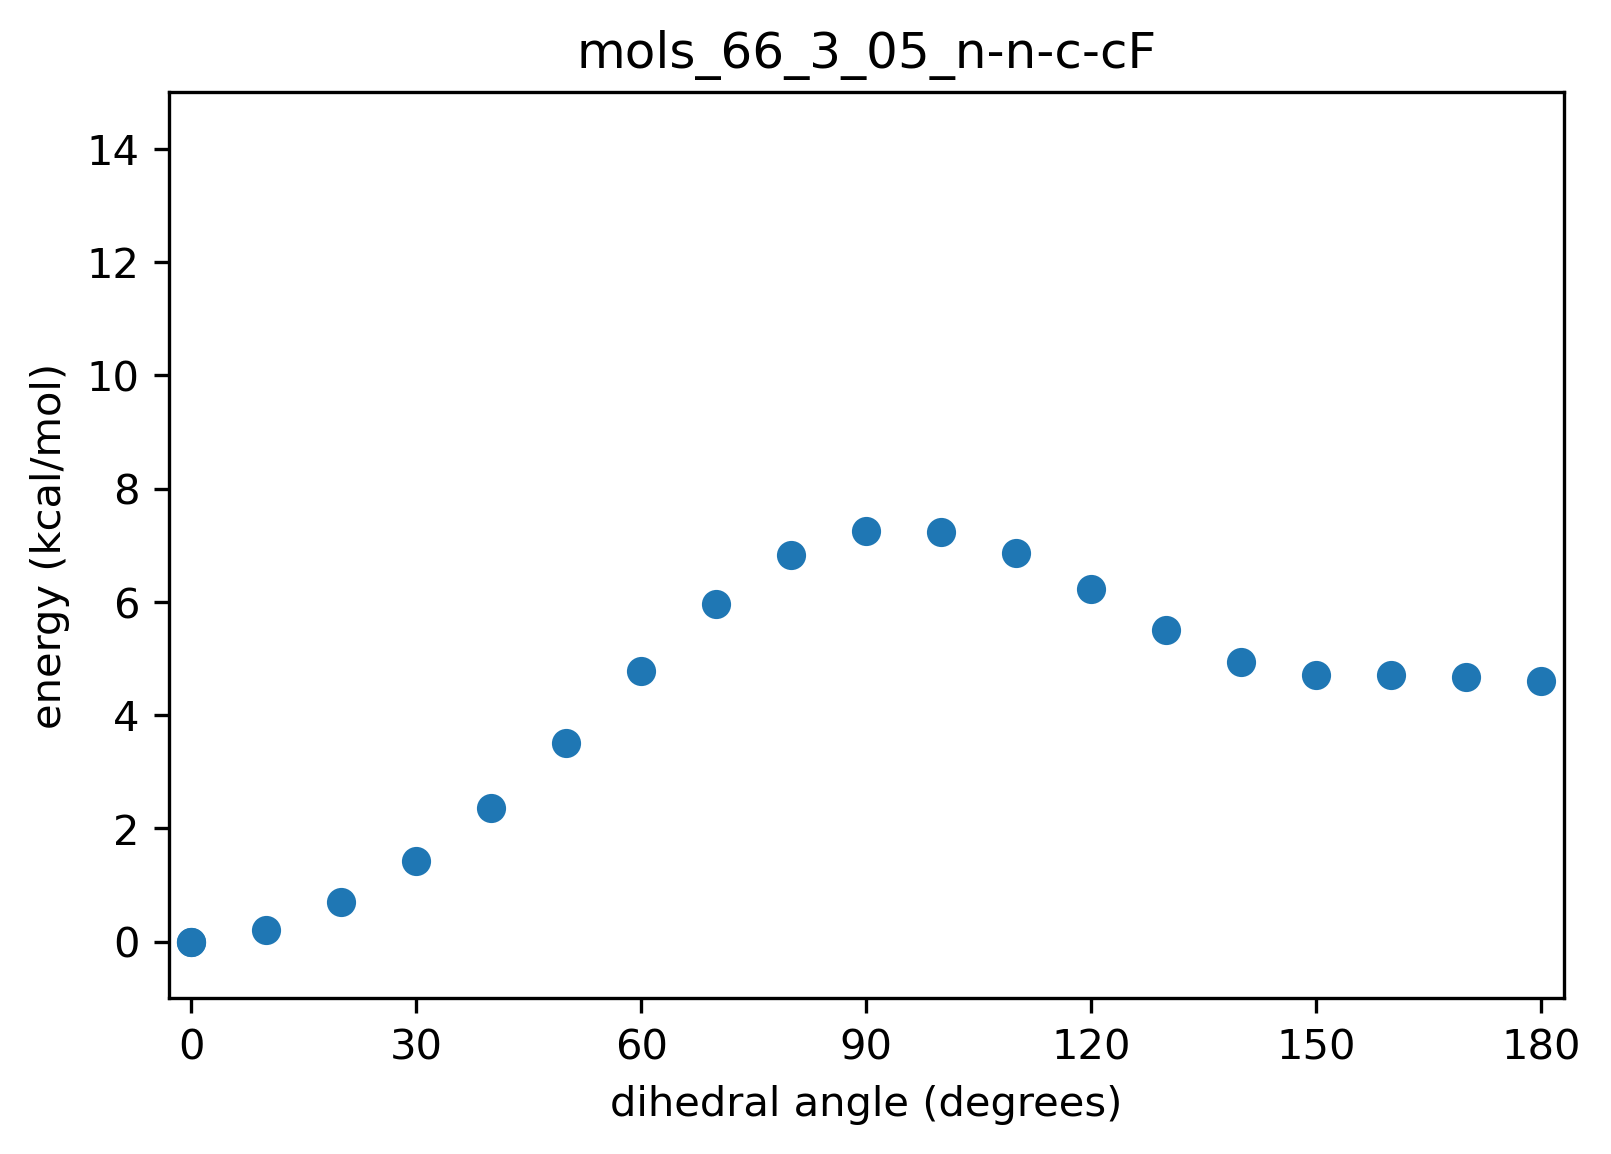 mols_66_3_05_n-n-c-cF
14
12
10
8
6
4
2
0
energy (kcal/mol)
0 30 60 90 120 150 180
dihedral angle (degrees)